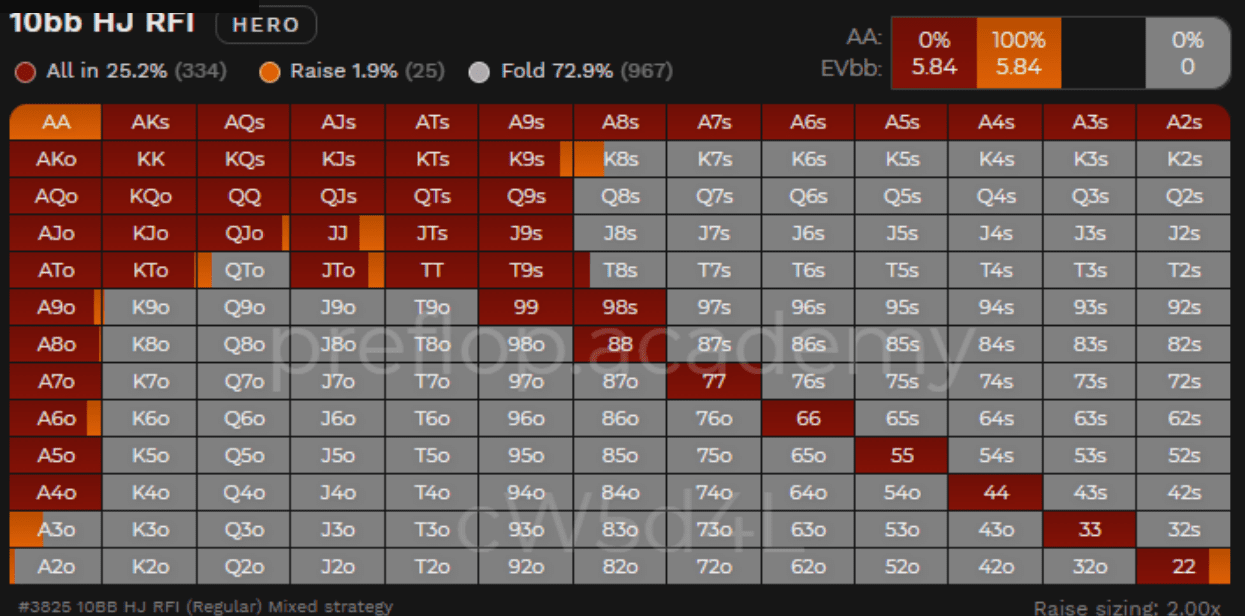 10bb HJ RFI HERO
AA: 0% 100% 0%
EVbb: 5.84 5.84 0
All in 25.2% (334) Raise 1.9% (25) Fold 72.9% (967)
AA AKs AQs AJs ATs A9s A8s A7s A6s A5s A4s A3s A2s
AKo KK KQs KJs KTs K9s K8s K7s K6s K5s K4s K3s K2s
AQo KQo QQ QJs QTs Q9s Q8s Q7s Q6s Q5s Q4s Q3s Q2s
AJo KJo QJo JJ JTs J9s J8s J7s J6s J5s J4s J3s J2s
ATo KTo QTo JTo TT T9s T8s T7s T6s T5s T4s T3s T2s
A9o K9o Q9o J9o T9o 99 98s 97s 96s 95s 94s 93s 92s
A8o K8o Q8o J8o T8o 98o 88 87s 86s 85s 84s 83s 82s
preflop.academy
A7o K7o Q7o J7o T7o 97o 87o 77 76s 75s 74s 73s 72s
A6o K6o Q6o J6o T6o 96o 86o 76o 66 65s 64s 63s 62s
A5o K5o Q5o J5o T5o 95o 85o 75o 65o 55 54s 53s 52s
A4o K4o Q4o J4o T4o 94o 84o 74o 64o 54o 44 43s 42s
A3o K3o Q3o J3o T3o 93o 83o 73o 63o 53o 43o 33 32s
cW5d4L
A2o K2o Q2o J2o T2o 92o 82o 72o 62o 52o 42o 32o 22
#3825 10BB HJ RFI (Regular) Mixed strategy Raise sizing: 2.00x